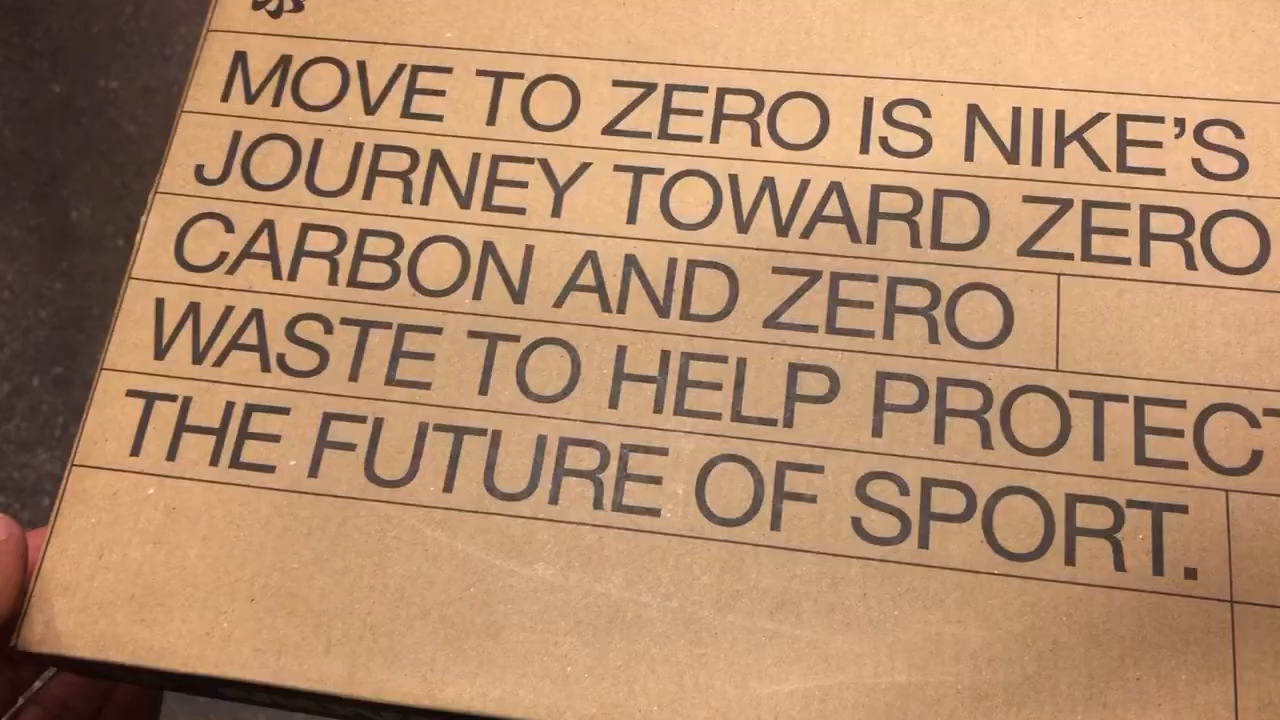 MOVE TO ZERO IS NIKE'S
JOURNEY TOWARD ZERO
CARBON AND ZERO
WASTE TO HELP PROTECT
THE FUTURE OF SPORT.